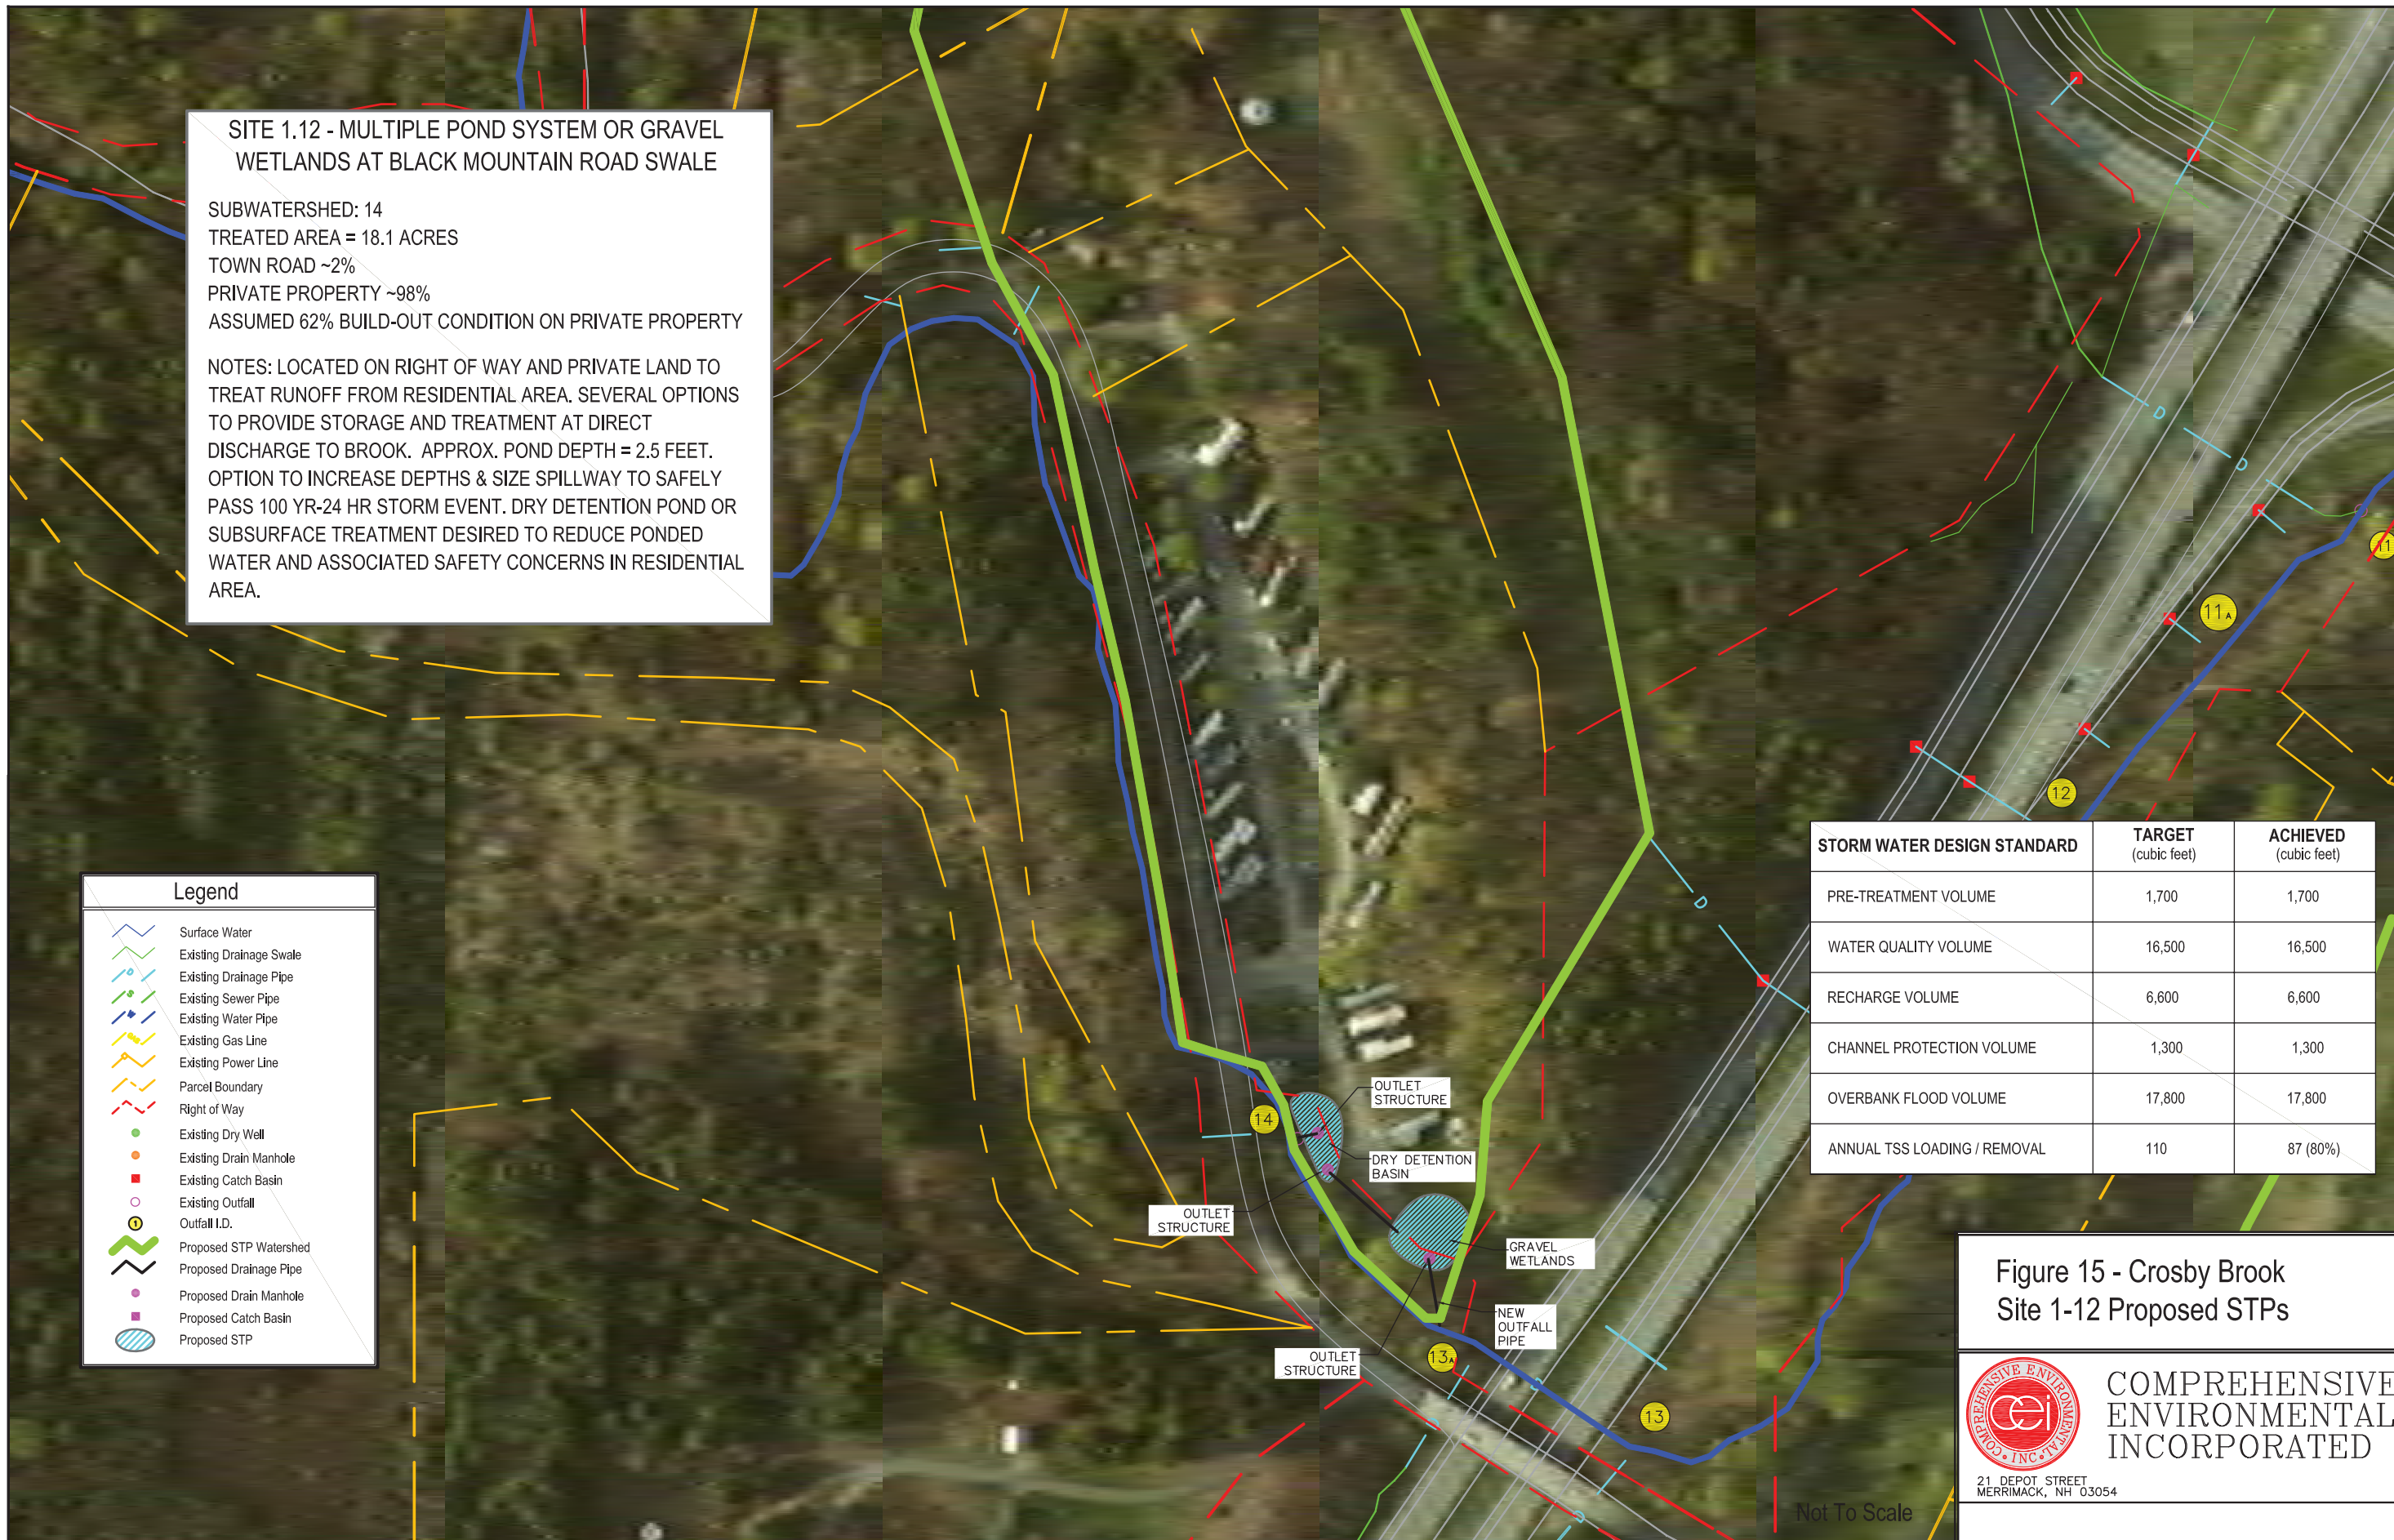 SITE 1.12 - MULTIPLE POND SYSTEM OR GRAVEL
WETLANDS AT BLACK MOUNTAIN ROAD SWALE
SUBWATERSHED: 14
TREATED AREA = 18.1 ACRES
TOWN ROAD ~2%
PRIVATE PROPERTY ~98%
ASSUMED 62% BUILD-OUT CONDITION ON PRIVATE PROPERTY
NOTES: LOCATED ON RIGHT OF WAY AND PRIVATE LAND TO
TREAT RUNOFF FROM RESIDENTIAL AREA. SEVERAL OPTIONS
TO PROVIDE STORAGE AND TREATMENT AT DIRECT
DISCHARGE TO BROOK. APPROX. POND DEPTH = 2.5 FEET.
OPTION TO INCREASE DEPTHS & SIZE SPILLWAY TO SAFELY
PASS 100 YR-24 HR STORM EVENT. DRY DETENTION POND OR
SUBSURFACE TREATMENT DESIRED TO REDUCE PONDED
WATER AND ASSOCIATED SAFETY CONCERNS IN RESIDENTIAL
AREA.
D
D
11
11A
12
D
Legend
Surface Water
Existing Drainage Swale
D Existing Drainage Pipe
S Existing Sewer Pipe
Existing Water Pipe
Existing Gas Line
Existing Power Line
Parcel Boundary
Right of Way
Existing Dry Well
Existing Drain Manhole
Existing Catch Basin
Existing Outfall
1 Outfall I.D.
Proposed STP Watershed
Proposed Drainage Pipe
Proposed Drain Manhole
Proposed Catch Basin
Proposed STP
STORM WATER DESIGN STANDARD TARGET (cubic feet) ACHIEVED (cubic feet)
PRE-TREATMENT VOLUME 1,700 1,700
WATER QUALITY VOLUME 16,500 16,500
RECHARGE VOLUME 6,600 6,600
CHANNEL PROTECTION VOLUME 1,300 1,300
OVERBANK FLOOD VOLUME 17,800 17,800
ANNUAL TSS LOADING / REMOVAL 110 87 (80%)
OUTLET
STRUCTURE
14
DRY DETENTION
BASIN
OUTLET
STRUCTURE
GRAVEL
WETLANDS
NEW
OUTFALL
PIPE
OUTLET
STRUCTURE
13A
13
D
Figure 15 - Crosby Brook
Site 1-12 Proposed STPs
COMPREHENSIVE ENVIRONMENTAL INC.
cei
COMPREHENSIVE
ENVIRONMENTAL
INCORPORATED
21 DEPOT STREET
MERRIMACK, NH 03054
Not To Scale